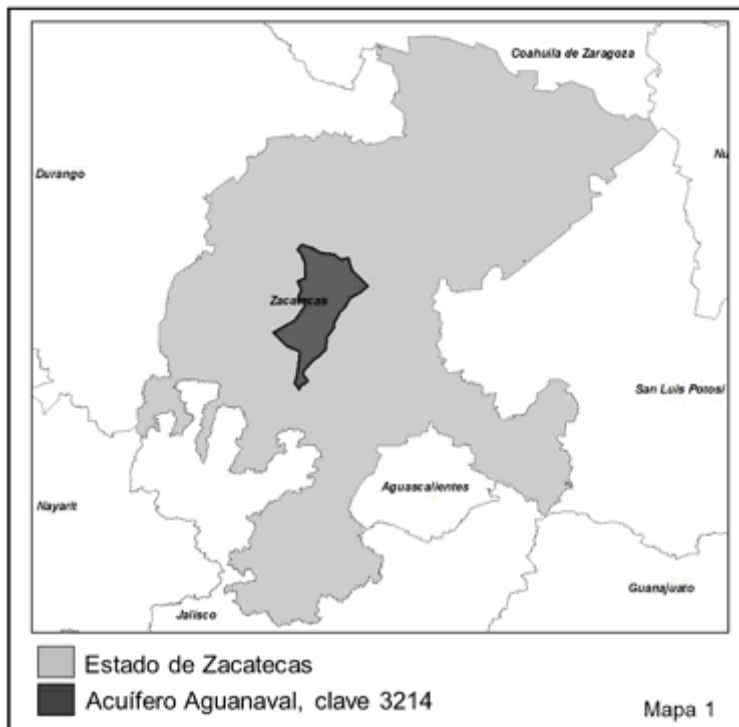 Coahuila de Zaragoza
Durango
Nu
Zacatecas
San Luis Potosí
Aguascalientes
Nayarit
Guanajuato
Jalisco
Estado de Zacatecas
Acuífero Aguanaval, clave 3214
Mapa 1